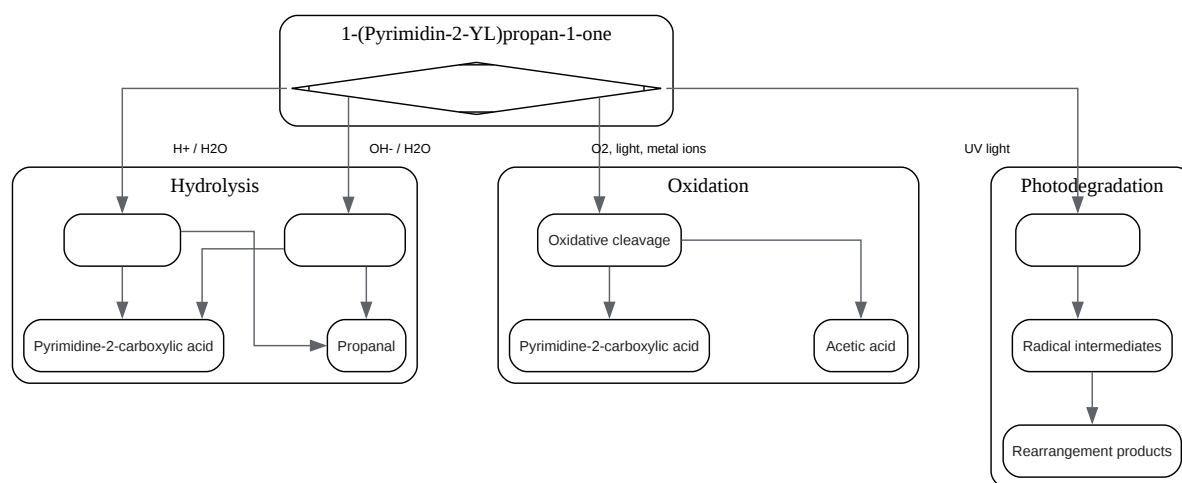 1-(Pyrimidin-2-YL)propan-1-one
H+ / H2O
OH- / H2O
O2, light, metal ions
UV light
Hydrolysis
Oxidation
Photodegradation
Oxidative cleavage
Pyrimidine-2-carboxylic acid
Propanal
Pyrimidine-2-carboxylic acid
Acetic acid
Radical intermediates
Rearrangement products